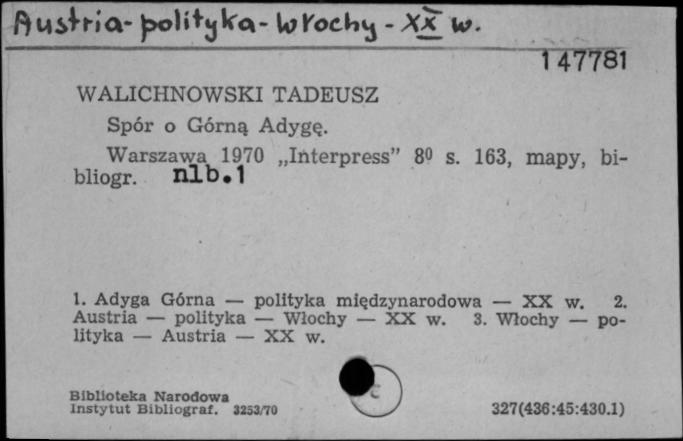 Austria-polityka-Włochy-XX w.
147781
WALICHNOWSKI TADEUSZ
Spór o Górną Adygę.
Warszawa 1970 „Interpress” 8⁰ s. 163, mapy, bi-
bliogr. nlb.1
1. Adyga Górna — polityka międzynarodowa — XX w. 2.
Austria — polityka — Włochy — XX w. 3. Włochy — po-
lityka — Austria — XX w.
C
Biblioteka Narodowa
Instytut Bibliograf. 3253/70
327(436:45:430.1)